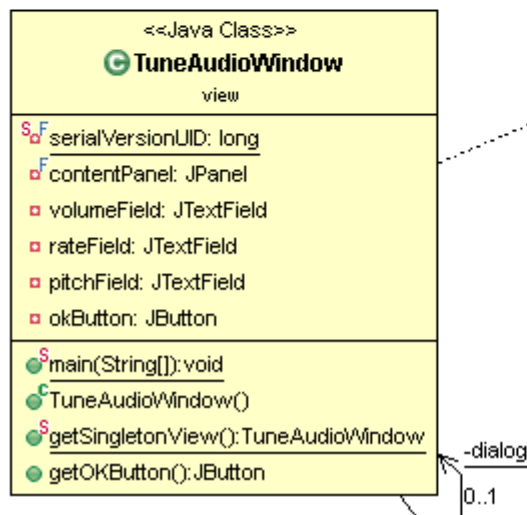 <<Java Class>>
C TuneAudioWindow
view
S F serialVersionUID: long
F contentPanel: JPanel
volumeField: JTextField
rateField: JTextField
pitchField: JTextField
okButton: JButton
S main(String[]):void
C TuneAudioWindow()
S getSingletonView():TuneAudioWindow
getOKButton():JButton
-dialog
0..1